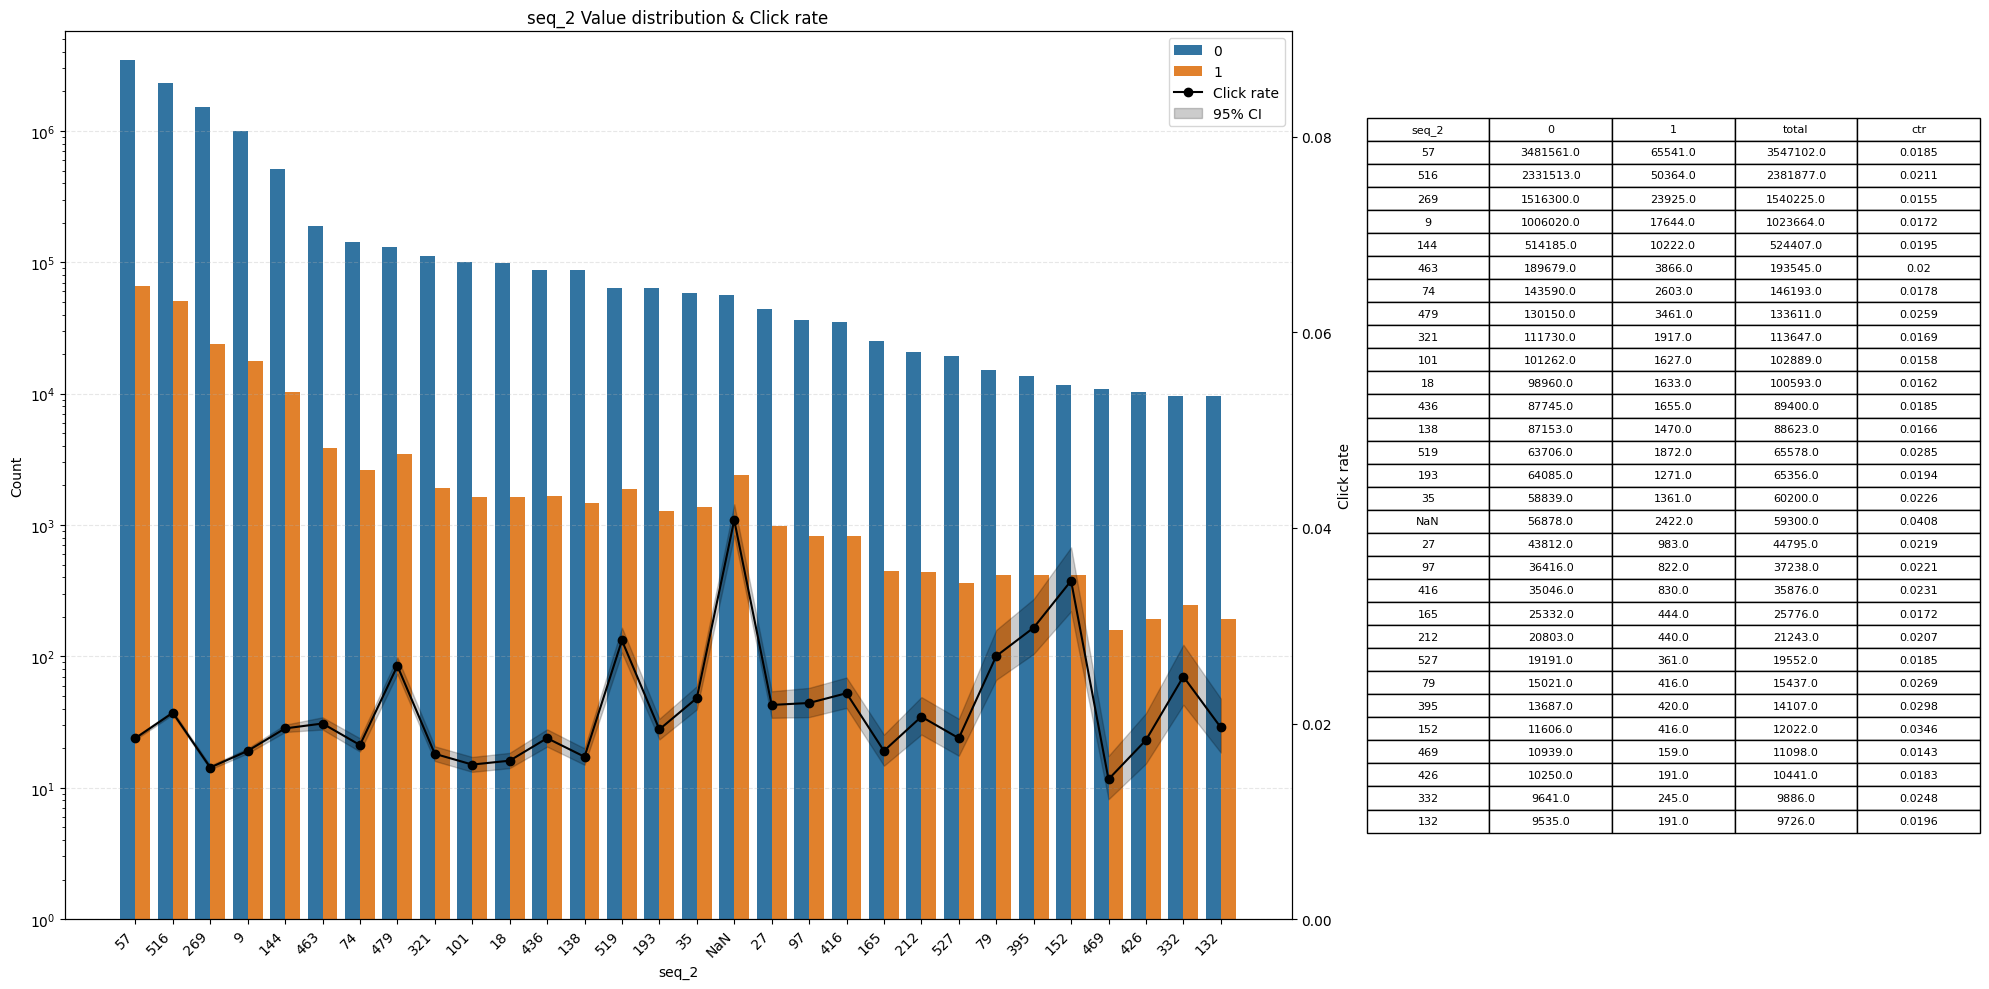 seq_2 Value distribution & Click rate
0
1
Click rate
95% CI
Count
10^6
10^5
10^4
10^3
10^2
10^1
10^0
Click rate
0.08
0.06
0.04
0.02
0.00
57 516 269 9 144 463 74 479 321 101 18 436 138 519 193 35 NaN 27 97 416 165 212 527 79 395 152 469 426 332 132
seq_2
seq_2 0 1 total ctr
57 3481561.0 65541.0 3547102.0 0.0185
516 2331513.0 50364.0 2381877.0 0.0211
269 1516300.0 23925.0 1540225.0 0.0155
9 1006020.0 17644.0 1023664.0 0.0172
144 514185.0 10222.0 524407.0 0.0195
463 189679.0 3866.0 193545.0 0.02
74 143590.0 2603.0 146193.0 0.0178
479 130150.0 3461.0 133611.0 0.0259
321 111730.0 1917.0 113647.0 0.0169
101 101262.0 1627.0 102889.0 0.0158
18 98960.0 1633.0 100593.0 0.0162
436 87745.0 1655.0 89400.0 0.0185
138 87153.0 1470.0 88623.0 0.0166
519 63706.0 1872.0 65578.0 0.0285
193 64085.0 1271.0 65356.0 0.0194
35 58839.0 1361.0 60200.0 0.0226
NaN 56878.0 2422.0 59300.0 0.0408
27 43812.0 983.0 44795.0 0.0219
97 36416.0 822.0 37238.0 0.0221
416 35046.0 830.0 35876.0 0.0231
165 25332.0 444.0 25776.0 0.0172
212 20803.0 440.0 21243.0 0.0207
527 19191.0 361.0 19552.0 0.0185
79 15021.0 416.0 15437.0 0.0269
395 13687.0 420.0 14107.0 0.0298
152 11606.0 416.0 12022.0 0.0346
469 10939.0 159.0 11098.0 0.0143
426 10250.0 191.0 10441.0 0.0183
332 9641.0 245.0 9886.0 0.0248
132 9535.0 191.0 9726.0 0.0196